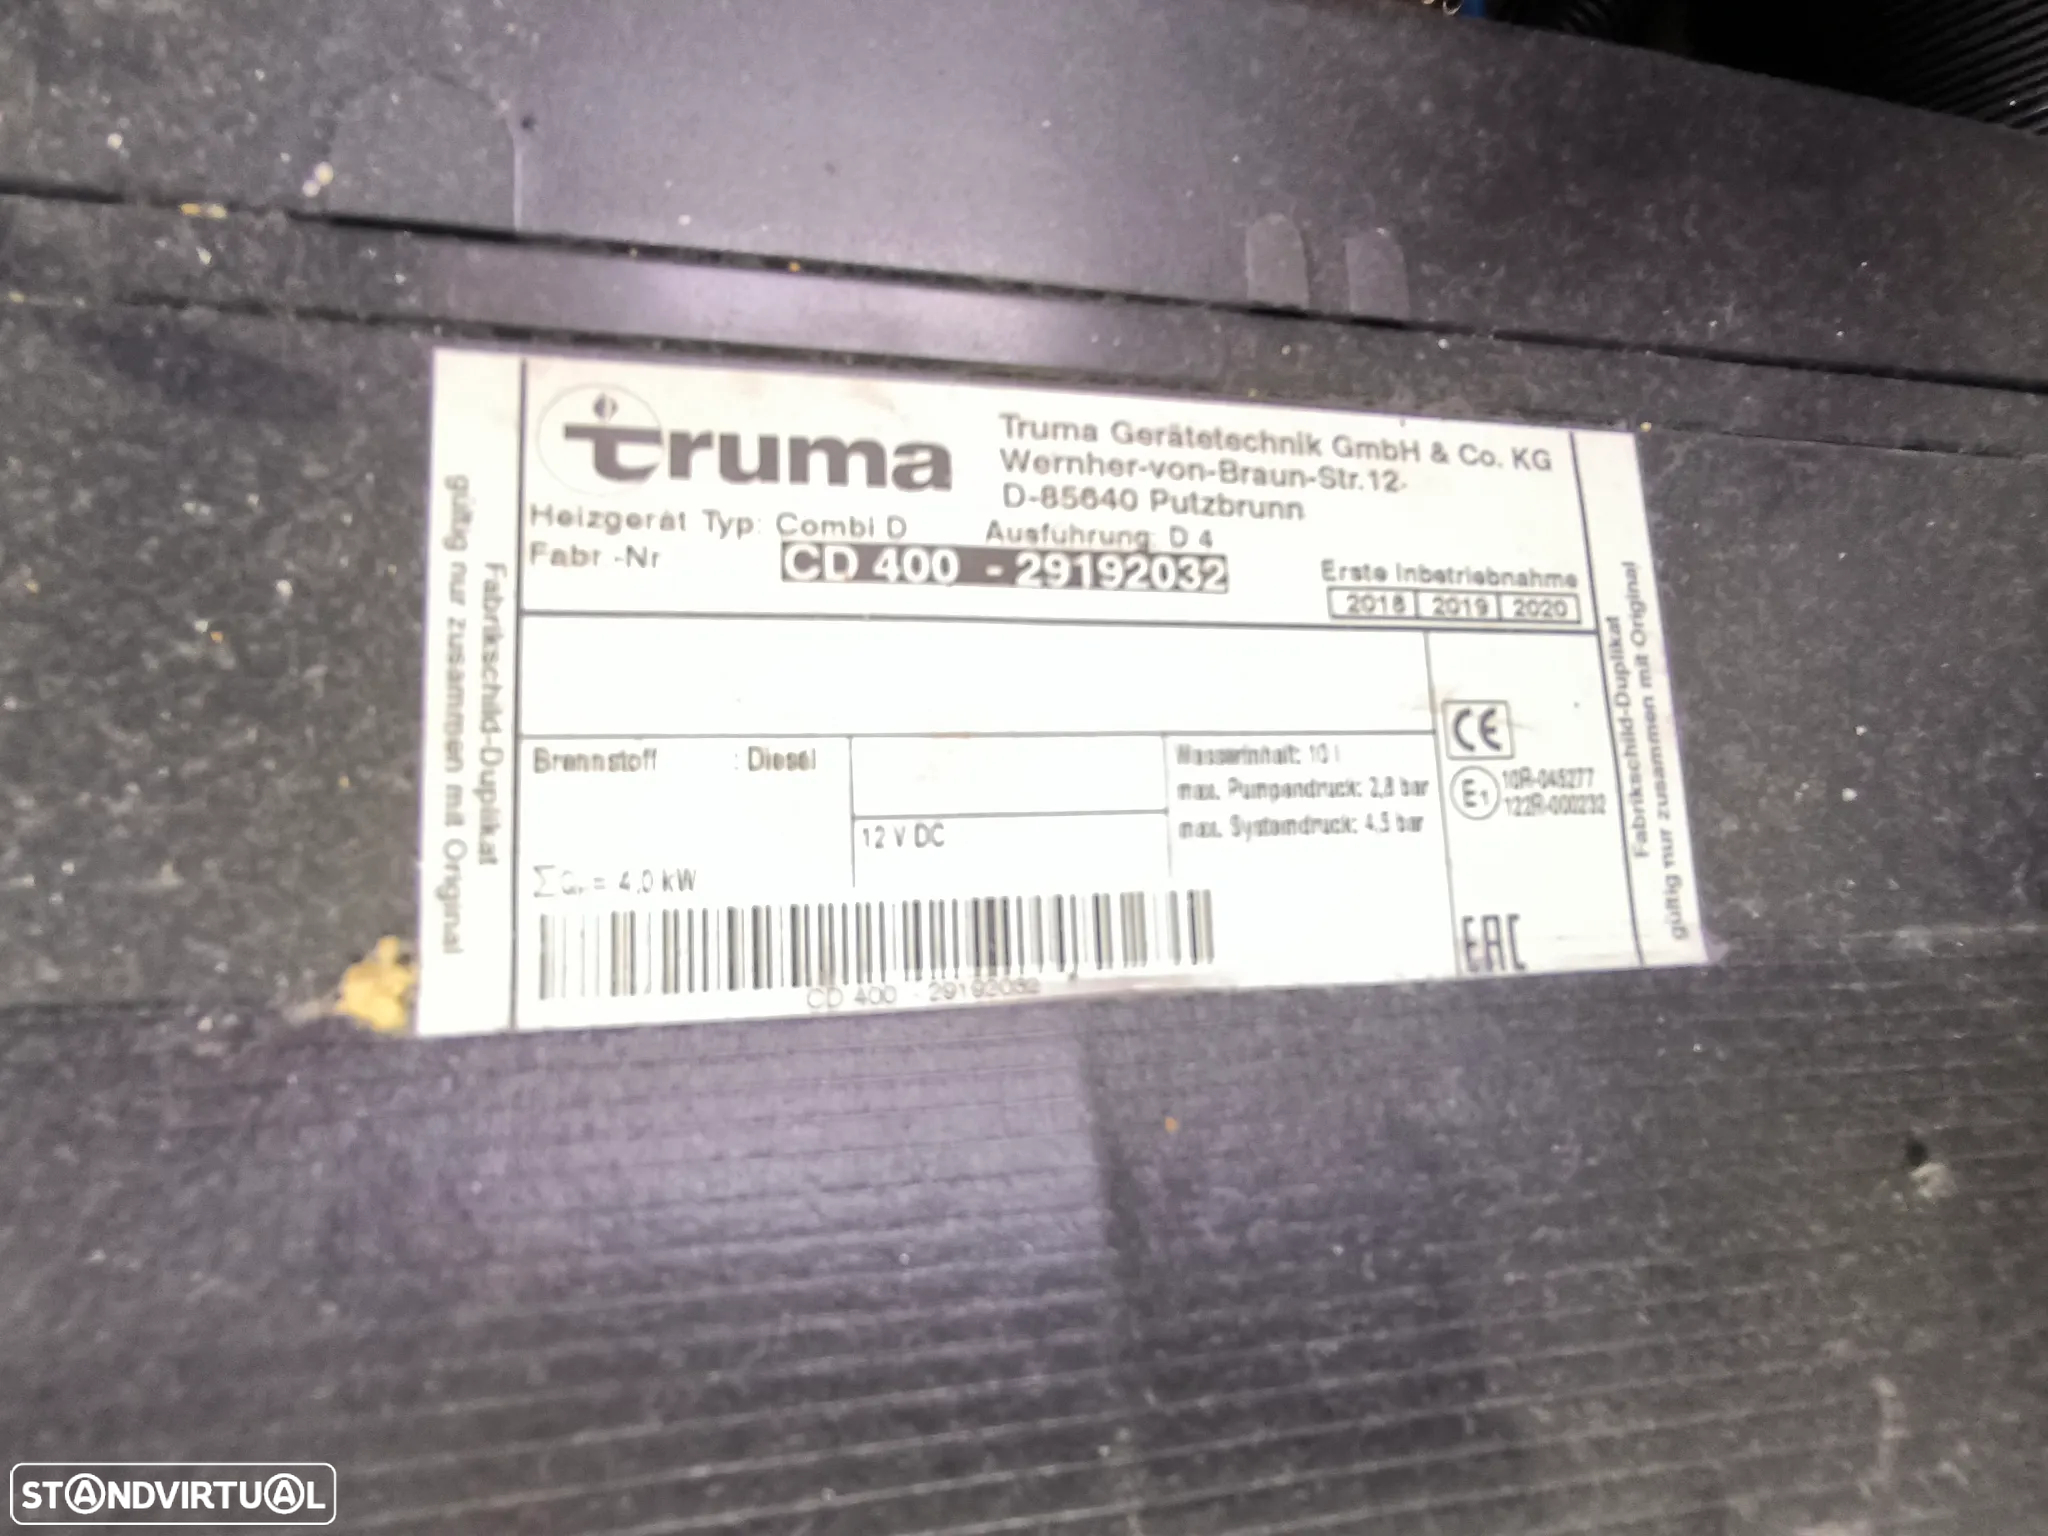 truma
Truma Gerätetechnik GmbH & Co. KG
Wernher-von-Braun-Str.12
D-85640 Putzbrunn
Heizgerät Typ: Combi D Ausführung: D 4
Fabr.-Nr CD 400 - 29192032
Erste Inbetriebnahme
2018 2019 2020
Brennstoff : Diesel
12 V DC
Wasserinhalt: 10 l
max. Pumpendruck: 2,8 bar
max. Systemdruck: 4,5 bar
= 4,0 kW
CE
E1
10R-045277
122R-000232
EAC
CD 400 - 29192032
Fabrikschild-Duplikat
gültig nur zusammen mit Original
Fabrikschild-Duplikat
gültig nur zusammen mit Original
STANDVIRTUAL